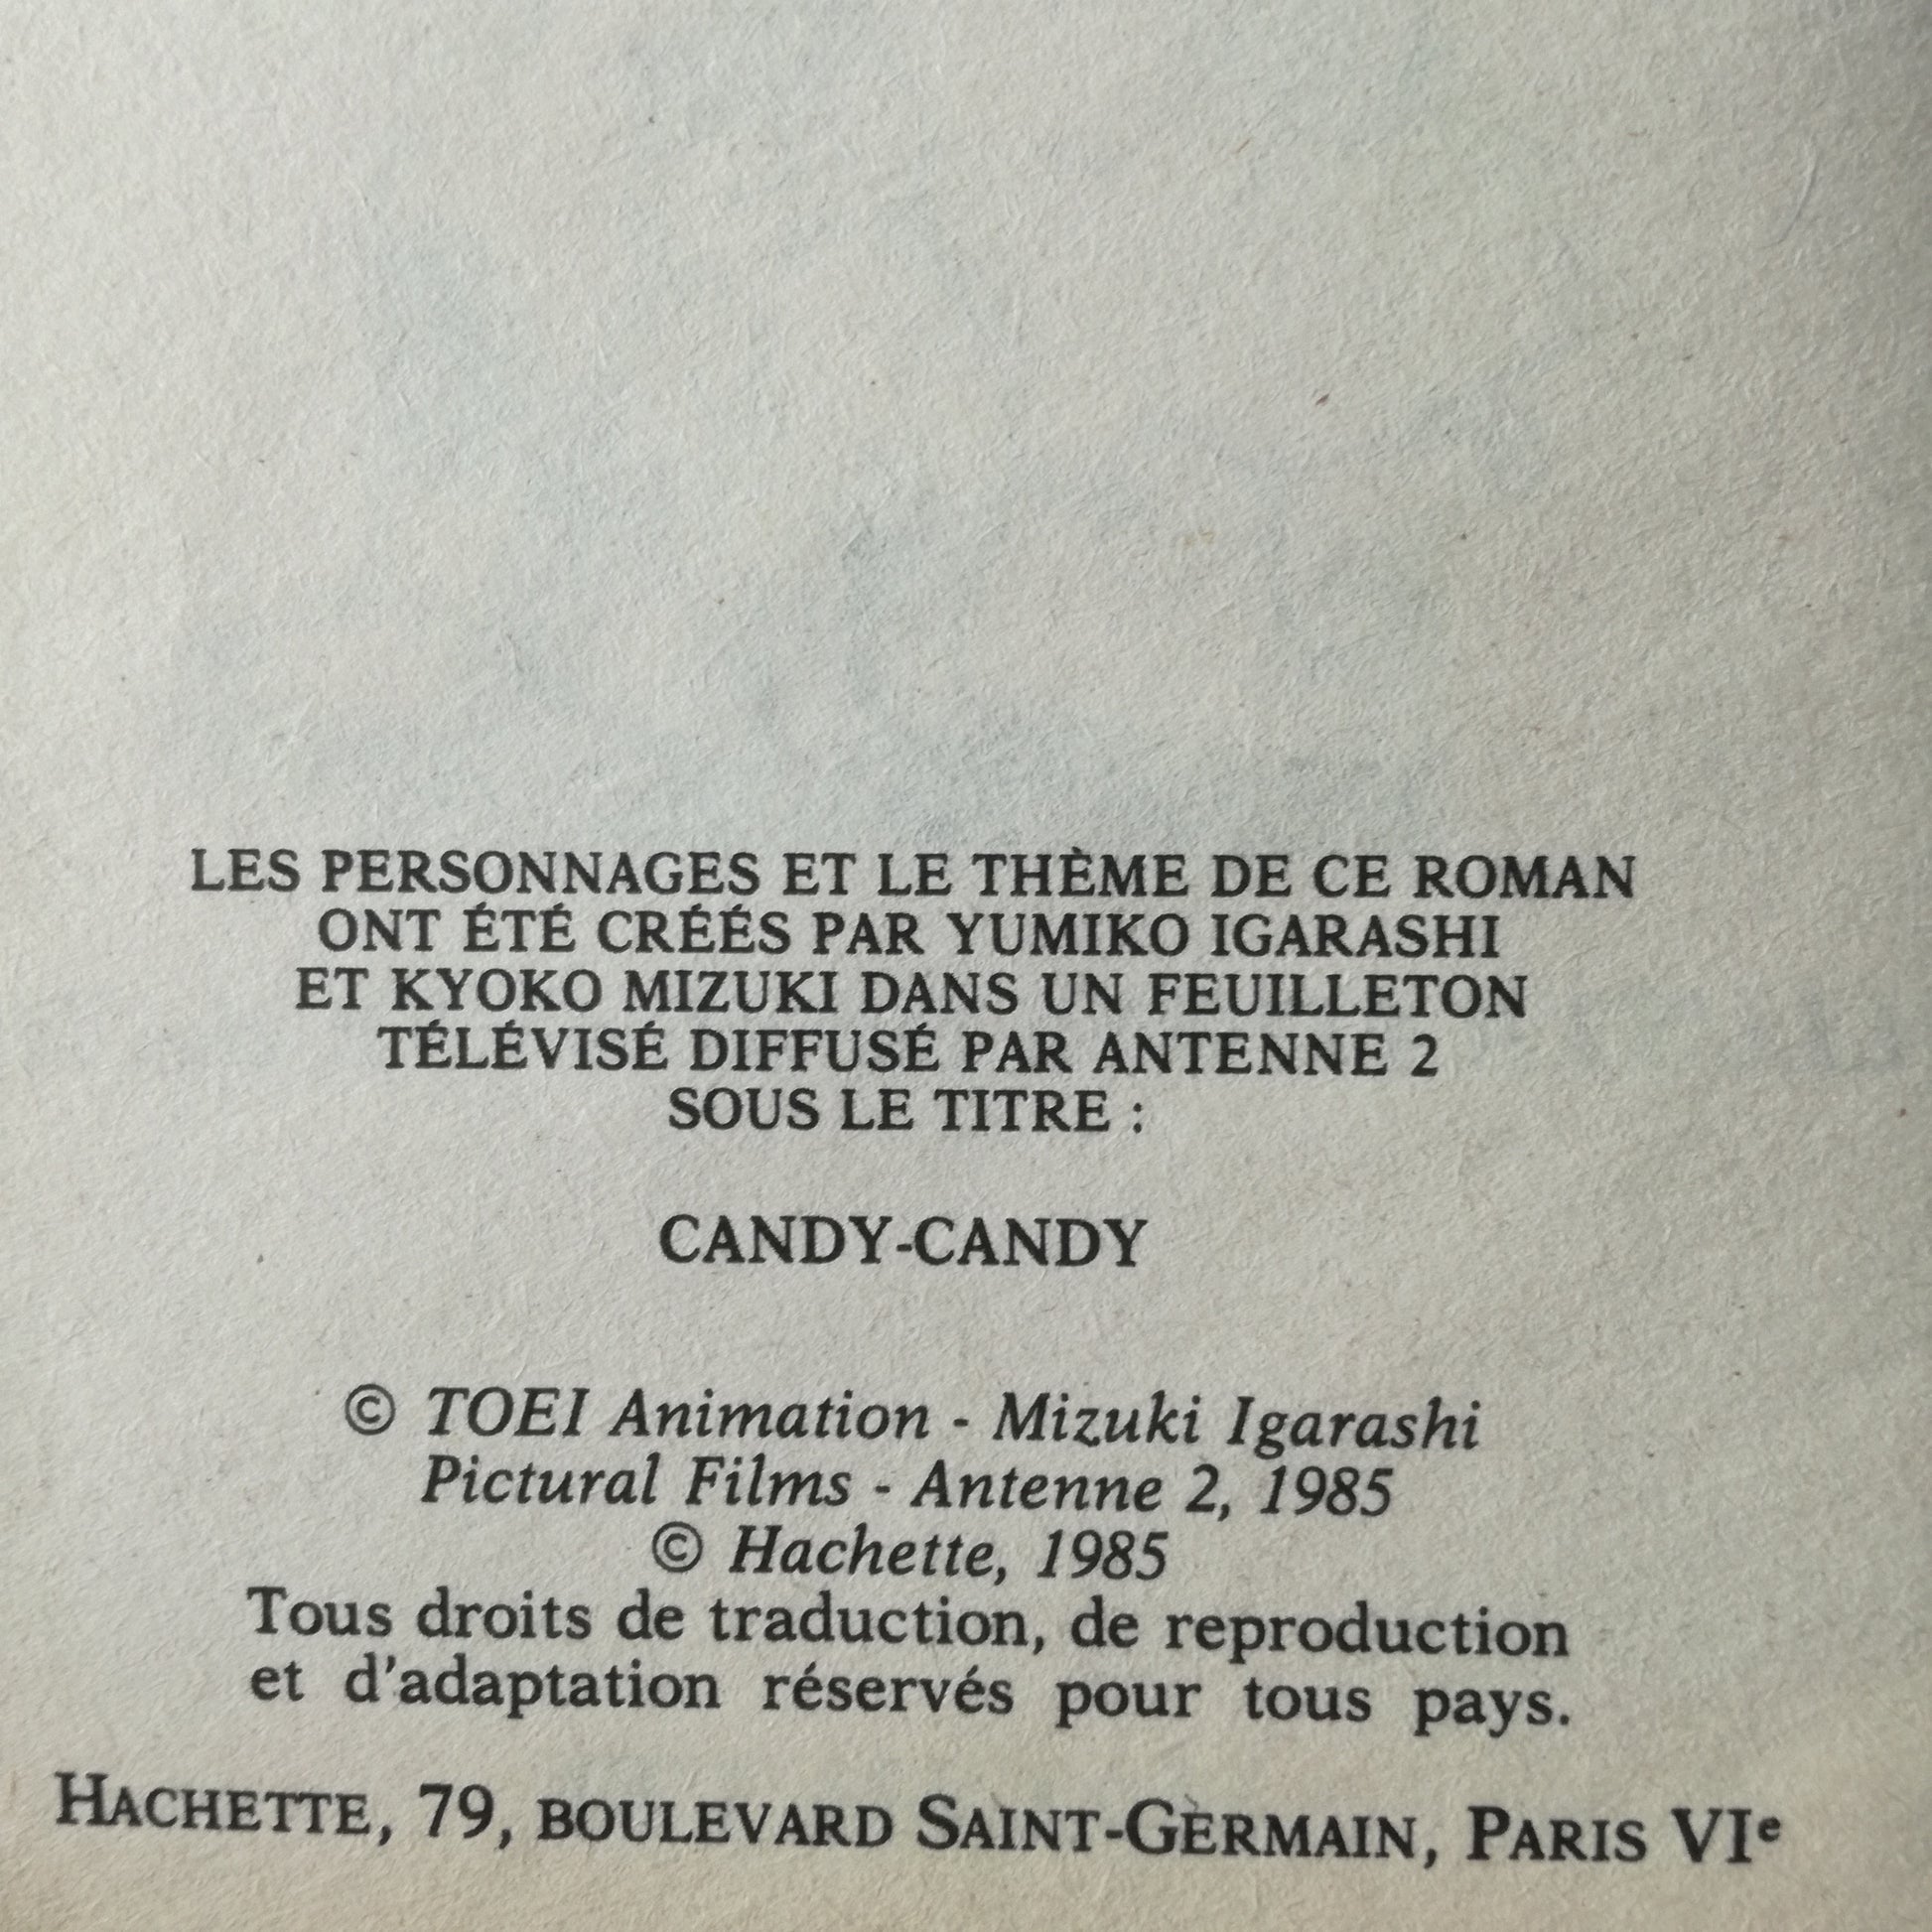 LES PERSONNAGES ET LE THÈME DE CE ROMAN
ONT ÉTÉ CRÉÉS PAR YUMIKO IGARASHI
ET KYOKO MIZUKI DANS UN FEUILLETON
TÉLÉVISÉ DIFFUSÉ PAR ANTENNE 2
SOUS LE TITRE :
CANDY-CANDY
© TOEI Animation - Mizuki Igarashi
Pictural Films - Antenne 2, 1985
© Hachette, 1985
Tous droits de traduction, de reproduction
et d'adaptation réservés pour tous pays.
HACHETTE, 79, BOULEVARD SAINT-GERMAIN, PARIS VIᵉ